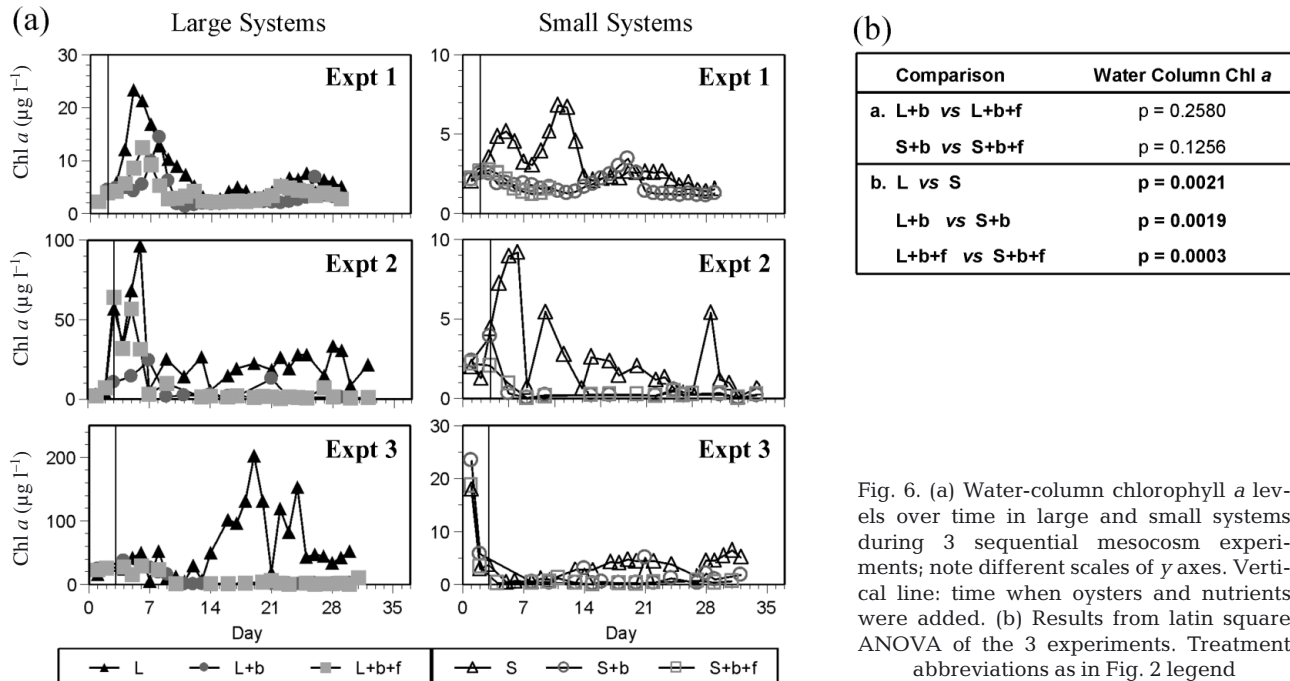 (a)
Large Systems
Small Systems
Chl a (µg l–1)
30
20
10
0
Expt 1
10
5
0
Expt 1
Chl a (µg l–1)
100
50
0
Expt 2
10
5
0
Expt 2
Chl a (µg l–1)
200
100
0
Expt 3
30
20
10
0
Expt 3
0 7 14 21 28 35
0 7 14 21 28 35
Day
Day
L L+b L+b+f
S S+b S+b+f
(b)
Comparison Water Column Chl a
a. L+b vs L+b+f p = 0.2580
S+b vs S+b+f p = 0.1256
b. L vs S p = 0.0021
L+b vs S+b p = 0.0019
L+b+f vs S+b+f p = 0.0003
Fig. 6. (a) Water-column chlorophyll a lev-
els over time in large and small systems
during 3 sequential mesocosm experi-
ments; note different scales of y axes. Verti-
cal line: time when oysters and nutrients
were added. (b) Results from latin square
ANOVA of the 3 experiments. Treatment
abbreviations as in Fig. 2 legend